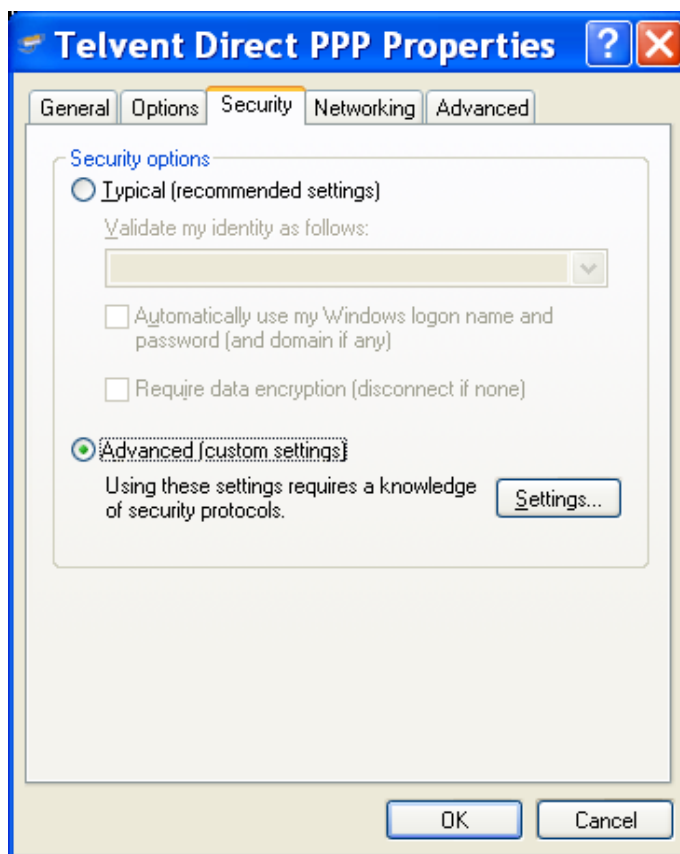 Telvent Direct PPP Properties
General Options Security Networking Advanced
Security options
Typical (recommended settings)
Validate my identity as follows:
Automatically use my Windows logon name and
password (and domain if any)
Require data encryption (disconnect if none)
Advanced (custom settings)
Using these settings requires a knowledge
of security protocols.
Settings...
OK Cancel